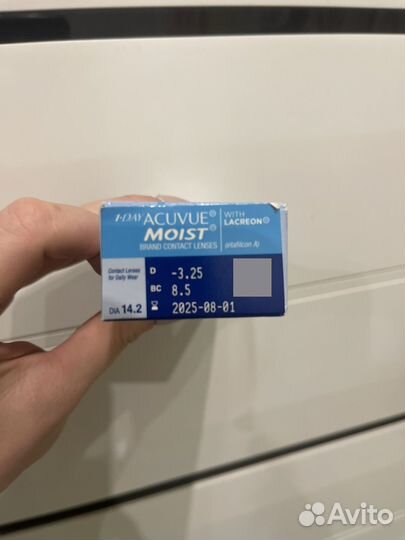 1-DAY ACUVUE®
MOIST®
BRAND CONTACT LENSES
WITH
LACREON®
(etafilcon A)
Contact Lenses
for Daily Wear
DIA 14.2
D -3.25
BC 8.5
2025-08-01
Avito